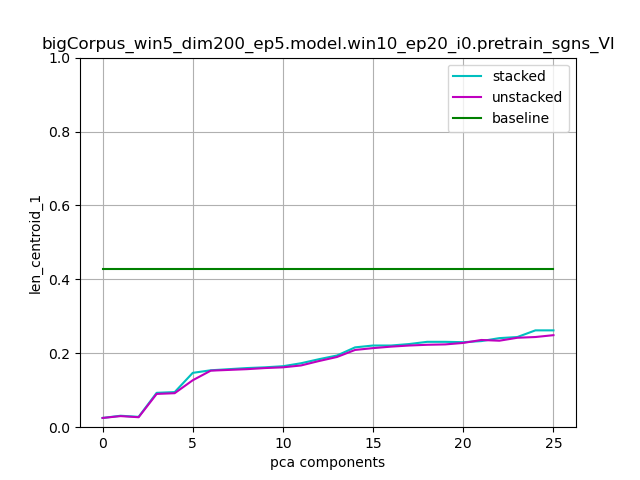 bigCorpus_win5_dim200_ep5.model.win10_ep20_i0.pretrain_sgns_VI
1.0
0.8
0.6
0.4
0.2
0.0
len_centroid_1
stacked
unstacked
baseline
0 5 10 15 20 25
pca components